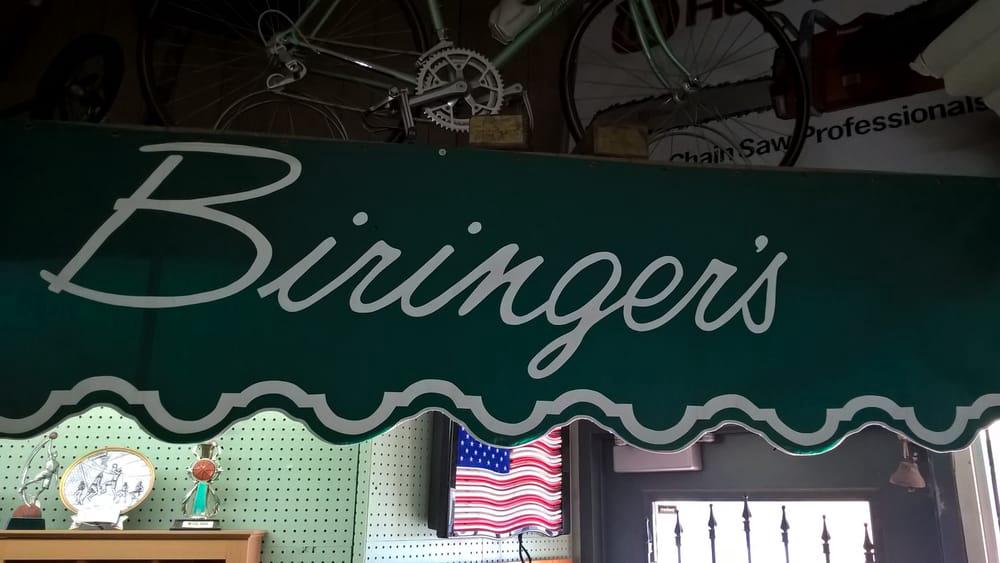 Chain Saw Professionals
Biringer's